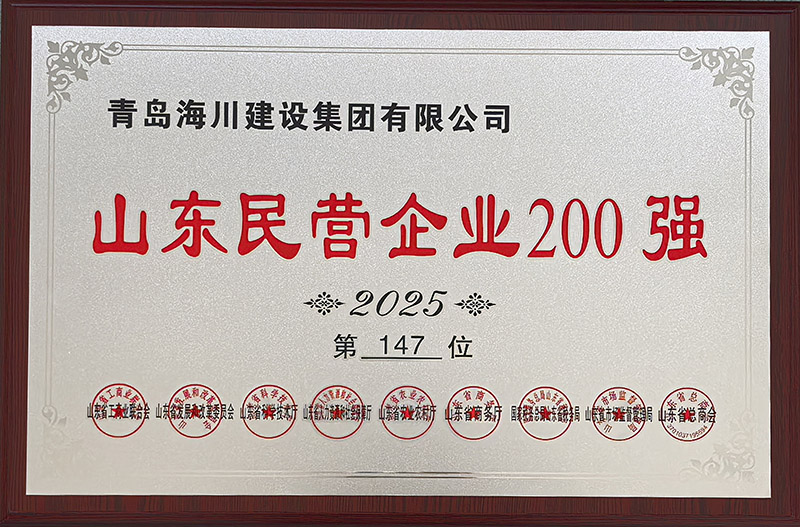 青岛海川建设集团有限公司
山东民营企业200强
2025
第 147 位
山东省工商业联合会 山东省发展和改革委员会 山东省科学技术厅 山东省人力资源和社会保障厅 山东省农业农村厅 山东省商务厅 国家税务总局山东省税务局 山东省市场监督管理局 山东省总商会